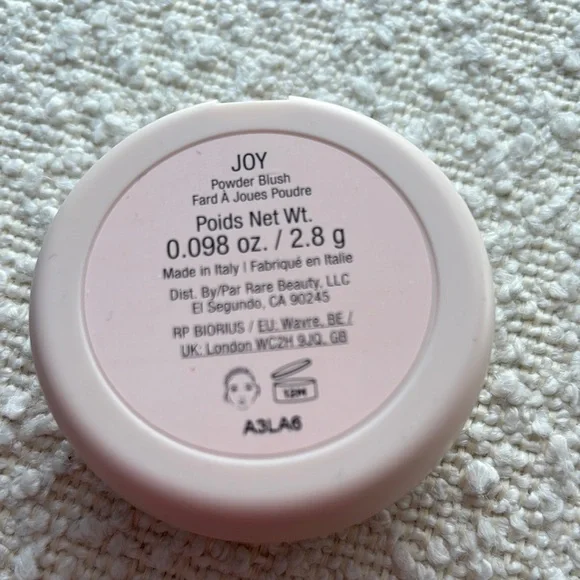 JOY
Powder Blush
Fard À Joues Poudre
Poids Net Wt.
0.098 oz. / 2.8 g
Made in Italy | Fabriqué en Italie
Dist. By/Par Rare Beauty, LLC
El Segundo, CA 90245
RP BIORIUS / EU: Wavre, BE /
UK: London WC2H 9JQ, GB
12M
A3LA6